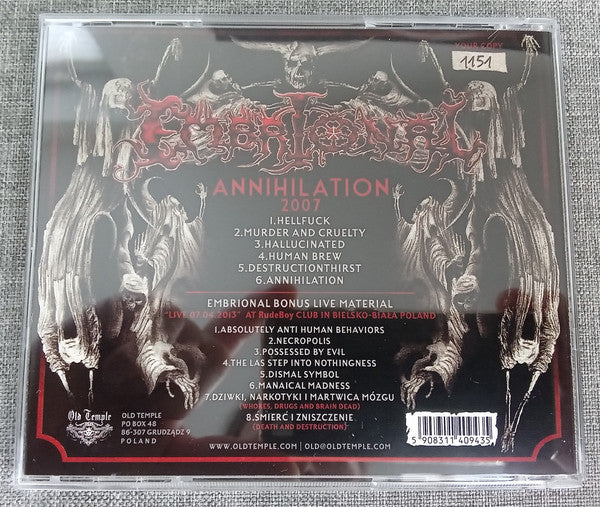 YOUR COPY
1151
EMBRIONAL
ANNIHILATION
2007
1.HELLFUCK
2.MURDER AND CRUELTY
3.HALLUCINATED
4.HUMAN BREW
5.DESTRUCTIONTHIRST
6.ANNIHILATION
EMBRIONAL BONUS LIVE MATERIAL
"LIVE 07.04.2013" AT RudeBoy CLUB IN BIELSKO-BIAŁA POLAND
1.ABSOLUTELY ANTI HUMAN BEHAVIORS
2.NECROPOLIS
3.POSSESSED BY EVIL
4.THE LAS STEP INTO NOTHINGNESS
5.DISMAL SYMBOL
6.MANAICAL MADNESS
7.DZIWKI, NARKOTYKI I MARTWICA MÓZGU
(WHORES, DRUGS AND BRAIN DEAD)
8.ŚMIERĆ I ZNISZCZENIE
(DEATH AND DESTRUCTION)
Old Temple
OLD TEMPLE
PO BOX 48
86-307 GRUDZĄDZ 9
POLAND
WWW.OLDTEMPLE.COM | OLD@OLDTEMPLE.COM
5 908311 409435